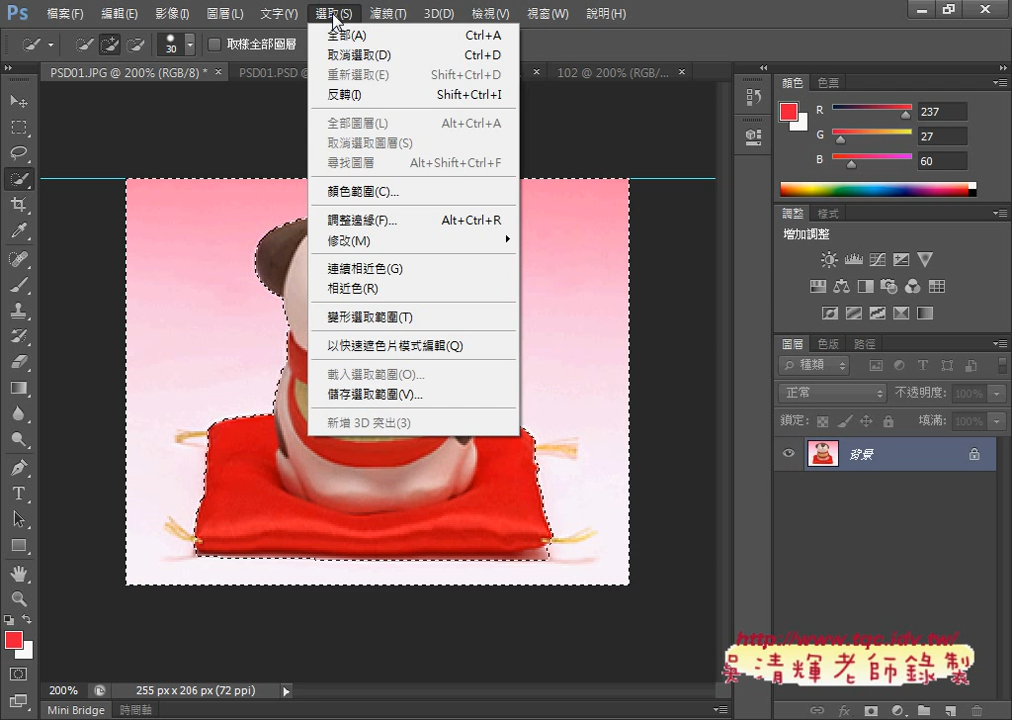 Ps 檔案(F) 編輯(E) 影像(I) 圖層(L) 文字(Y) 選取(S) 濾鏡(T) 3D(D) 檢視(V) 視窗(W) 說明(H)
30 取樣全部圖層
PSD01.JPG @ 200% (RGB/8) * × PSD01.PSD @ × 102 @ 200% (RGB/... ×
全部(A) Ctrl+A
取消選取(D) Ctrl+D
重新選取(E) Shift+Ctrl+D
反轉(I) Shift+Ctrl+I
全部圖層(L) Alt+Ctrl+A
取消選取圖層(S)
尋找圖層 Alt+Shift+Ctrl+F
顏色範圍(C)...
調整邊緣(F)... Alt+Ctrl+R
修改(M)
連續相近色(G)
相近色(R)
變形選取範圍(T)
以快速遮色片模式編輯(Q)
載入選取範圍(O)...
儲存選取範圍(V)...
新增 3D 突出(3)
顏色 色票
R 237
G 27
B 60
調整 樣式
增加調整
圖層 色版 路徑
種類
正常 不透明度: 100%
鎖定: 填滿: 100%
背景
http://www.tqc.idv.tw/
吳清輝老師錄製
200% 255 px x 206 px (72 ppi)
Mini Bridge 時間軸